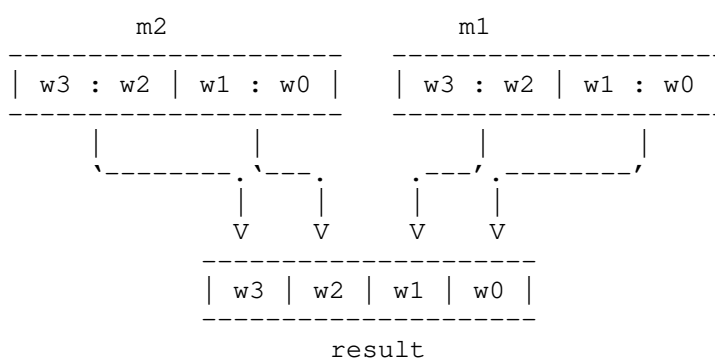 m2 m1
| w3 : w2 | w1 : w0 | | w3 : w2 | w1 : w0
V V V V
| w3 | w2 | w1 | w0 |
result